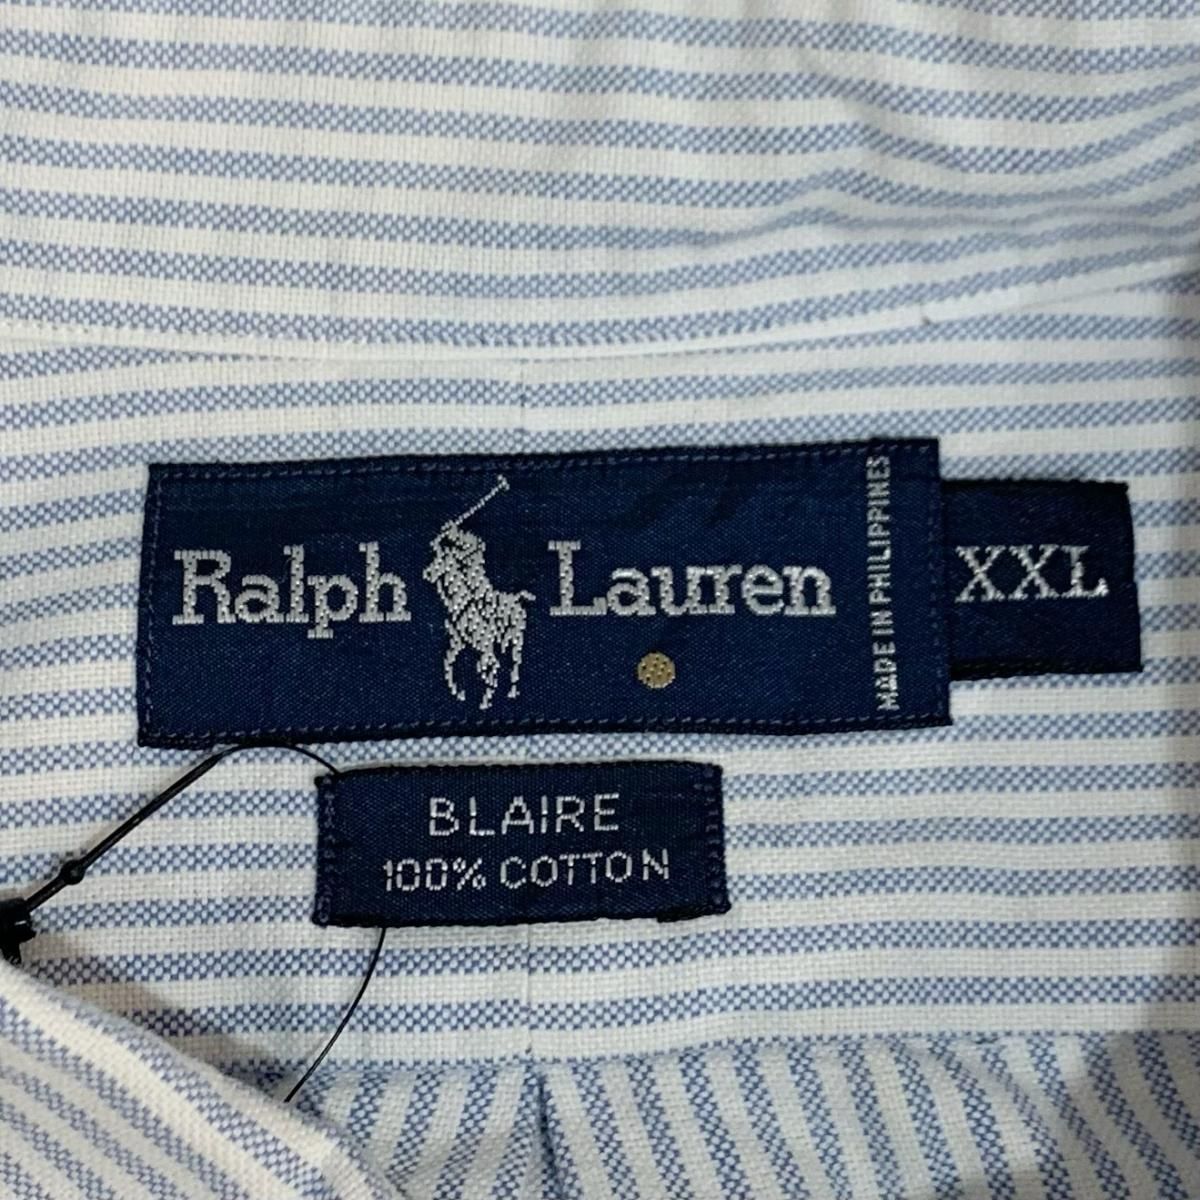 Ralph Lauren
MADE IN PHILIPPINES
XXL
BLAIRE
100% COTTON